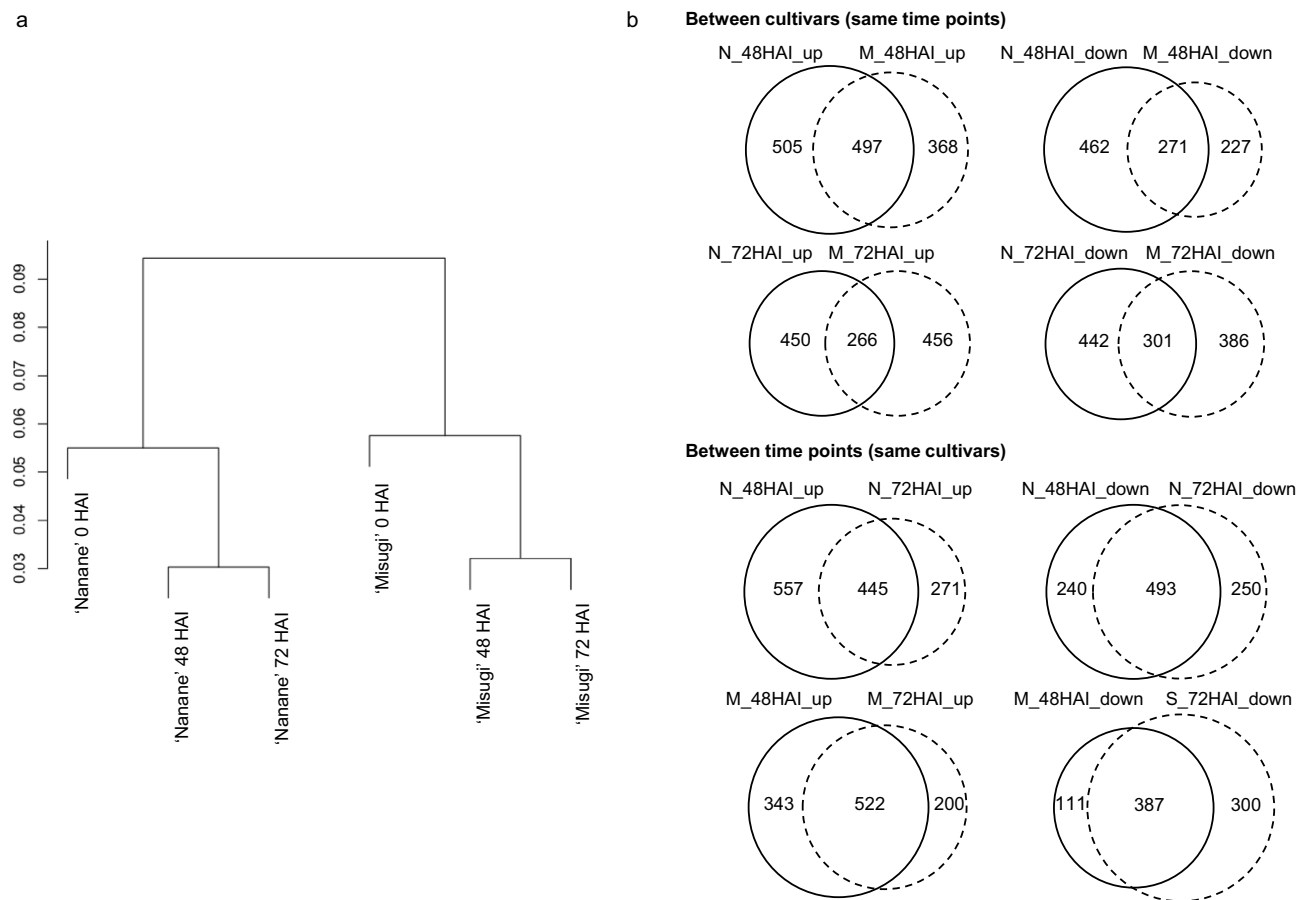 a
0.09
0.08
0.07
0.06
0.05
0.04
0.03
‘Nanane’ 0 HAI
‘Nanane’ 48 HAI
‘Nanane’ 72 HAI
‘Misugi’ 0 HAI
‘Misugi’ 48 HAI
‘Misugi’ 72 HAI
b
Between cultivars (same time points)
N_48HAI_up M_48HAI_up
505 497 368
N_48HAI_down M_48HAI_down
462 271 227
N_72HAI_up M_72HAI_up
450 266 456
N_72HAI_down M_72HAI_down
442 301 386
Between time points (same cultivars)
N_48HAI_up N_72HAI_up
557 445 271
N_48HAI_down N_72HAI_down
240 493 250
M_48HAI_up M_72HAI_up
343 522 200
M_48HAI_down S_72HAI_down
111 387 300